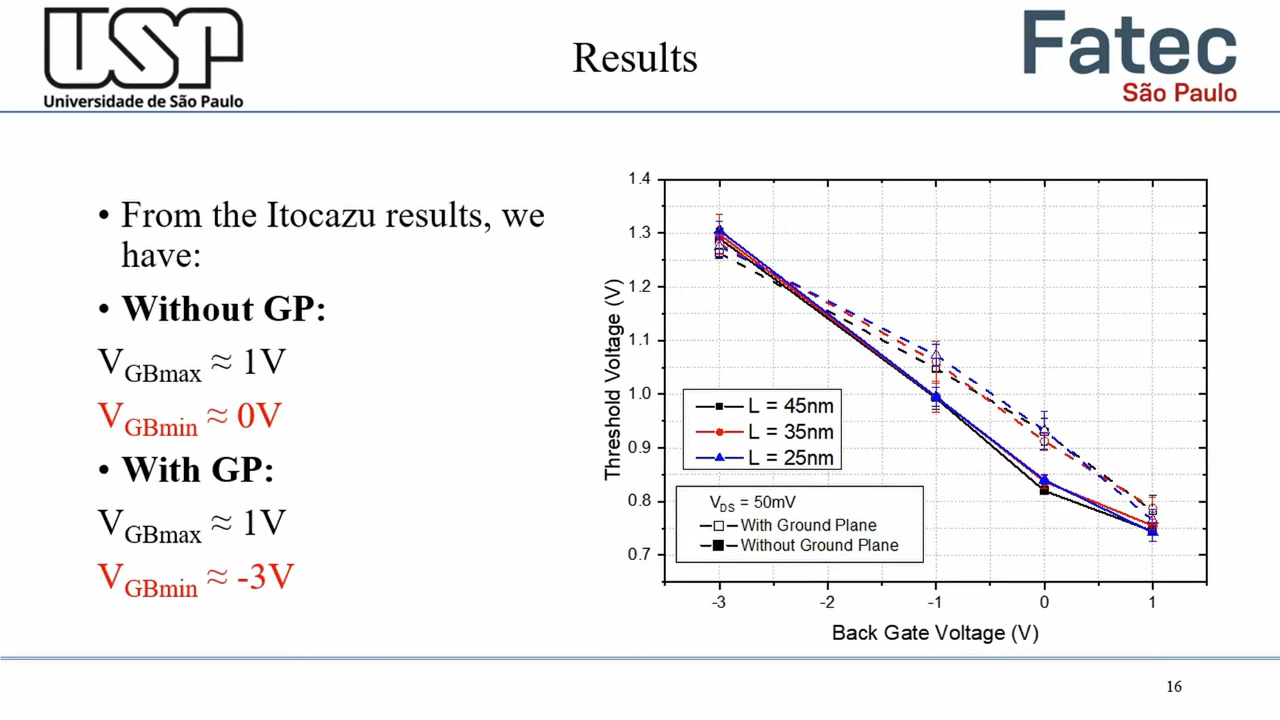 USP
Universidade de São Paulo
Results
Fatec
São Paulo
• From the Itocazu results, we
have:
• Without GP:
VGBmax ≈ 1V
VGBmin ≈ 0V
• With GP:
VGBmax ≈ 1V
VGBmin ≈ -3V
Threshold Voltage (V)
1.4
1.3
1.2
1.1
1.0
0.9
0.8
0.7
L = 45nm
L = 35nm
L = 25nm
VDS = 50mV
With Ground Plane
Without Ground Plane
-3 -2 -1 0 1
Back Gate Voltage (V)
16